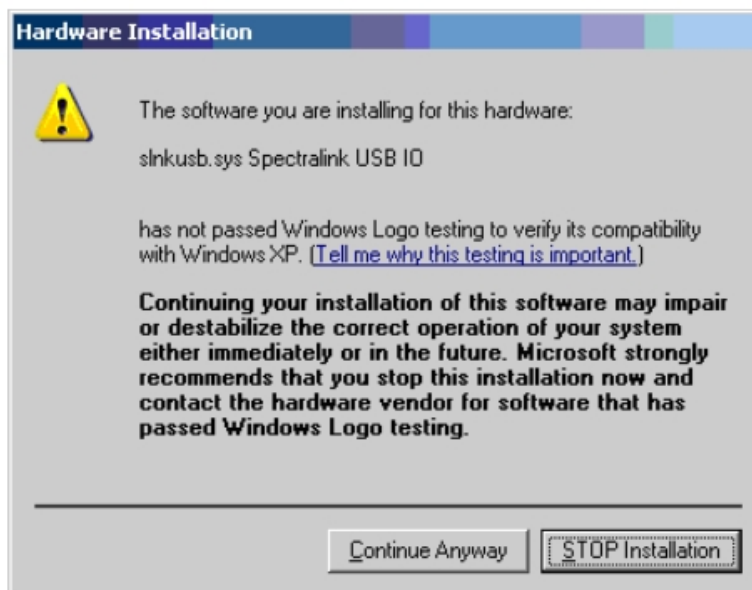 Hardware Installation
The software you are installing for this hardware:
slnkusb.sys Spectralink USB IO
has not passed Windows Logo testing to verify its compatibility
with Windows XP. (Tell me why this testing is important.)
Continuing your installation of this software may impair
or destabilize the correct operation of your system
either immediately or in the future. Microsoft strongly
recommends that you stop this installation now and
contact the hardware vendor for software that has
passed Windows Logo testing.
Continue Anyway
STOP Installation